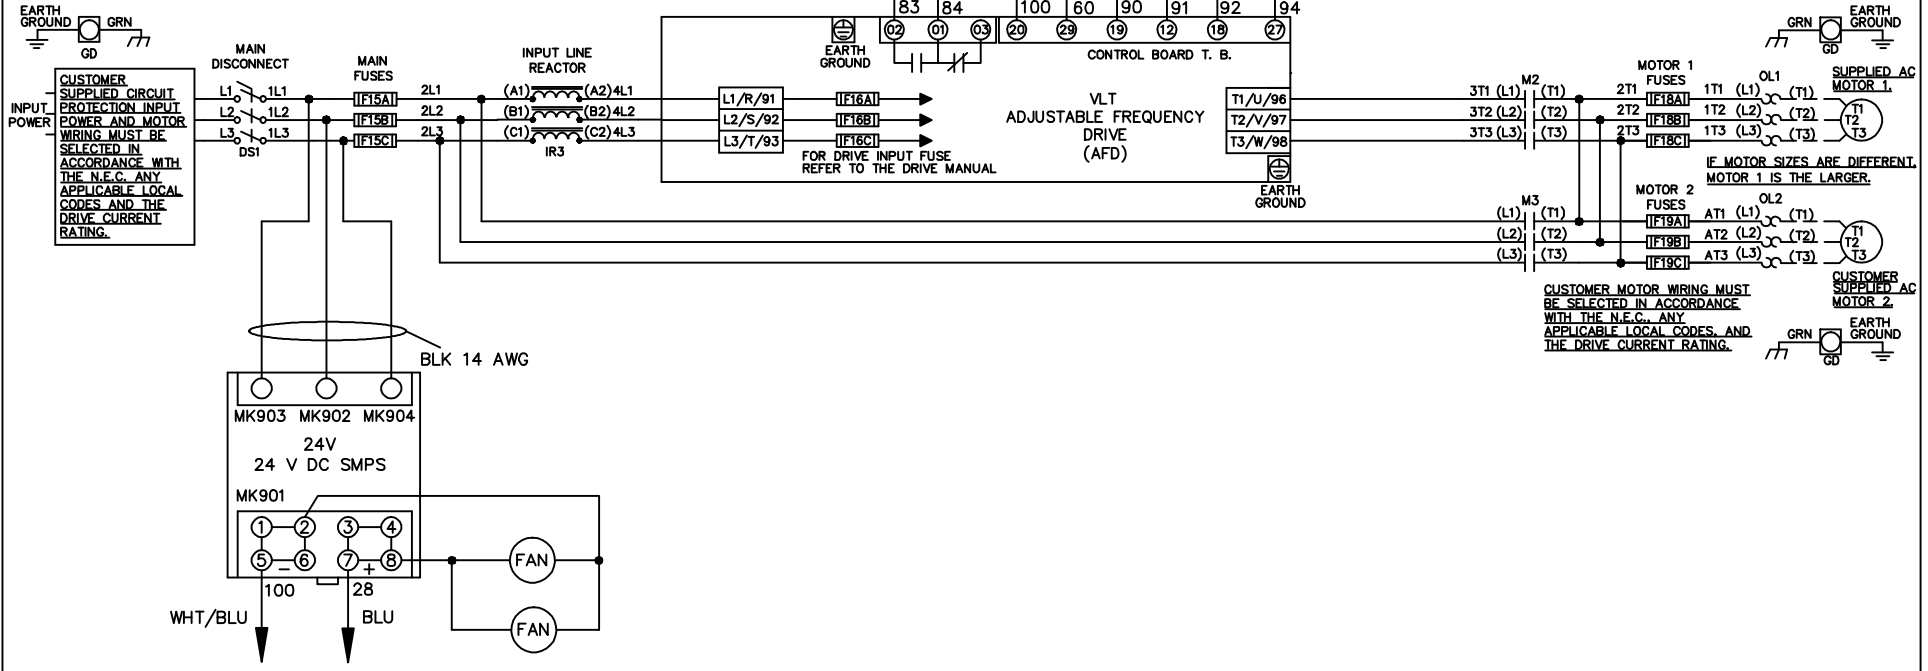 83 84 100 60 90 91 92 94
EARTH
GROUND
GRN
GD
02 01 03 20 29 19 12 18 27
EARTH
GROUND
CONTROL BOARD T. B.
GRN
EARTH
GROUND
GD
CUSTOMER
SUPPLIED CIRCUIT
PROTECTION INPUT
POWER AND MOTOR
WIRING MUST BE
SELECTED IN
ACCORDANCE WITH
THE N.E.C. ANY
APPLICABLE LOCAL
CODES AND THE
DRIVE CURRENT
RATING.
INPUT
POWER
MAIN
DISCONNECT
L1 1L1
L2 1L2
L3 1L3
DS1
MAIN
FUSES
F15A
F15B
F15C
2L1
2L2
2L3
INPUT LINE
REACTOR
(A1) (A2) 4L1
(B1) (B2) 4L2
(C1) (C2) 4L3
IR3
L1/R/91
L2/S/92
L3/T/93
F16A
F16B
F16C
FOR DRIVE INPUT FUSE
REFER TO THE DRIVE MANUAL
VLT
ADJUSTABLE FREQUENCY
DRIVE
(AFD)
T1/U/96
T2/V/97
T3/W/98
EARTH
GROUND
M2
3T1 (L1) (T1)
3T2 (L2) (T2)
3T3 (L3) (T3)
MOTOR 1
FUSES
2T1 F18A 1T1 (L1)
2T2 F18B 1T2 (L2)
2T3 F18C 1T3 (L3)
OL1
(T1)
(T2)
(T3)
SUPPLIED AC
MOTOR 1.
T1
T2
T3
IF MOTOR SIZES ARE DIFFERENT,
MOTOR 1 IS THE LARGER.
M3
(L1) (T1)
(L2) (T2)
(L3) (T3)
MOTOR 2
FUSES
F19A AT1 (L1)
F19B AT2 (L2)
F19C AT3 (L3)
OL2
(T1)
(T2)
(T3)
T1
T2
T3
CUSTOMER
SUPPLIED AC
MOTOR 2.
CUSTOMER MOTOR WIRING MUST
BE SELECTED IN ACCORDANCE
WITH THE N.E.C., ANY
APPLICABLE LOCAL CODES, AND
THE DRIVE CURRENT RATING.
GRN
EARTH
GROUND
GD
BLK 14 AWG
MK903 MK902 MK904
24V
24 V DC SMPS
MK901
1 2 3 4
5 6 7 8
− +
100 28
WHT/BLU BLU
FAN
FAN